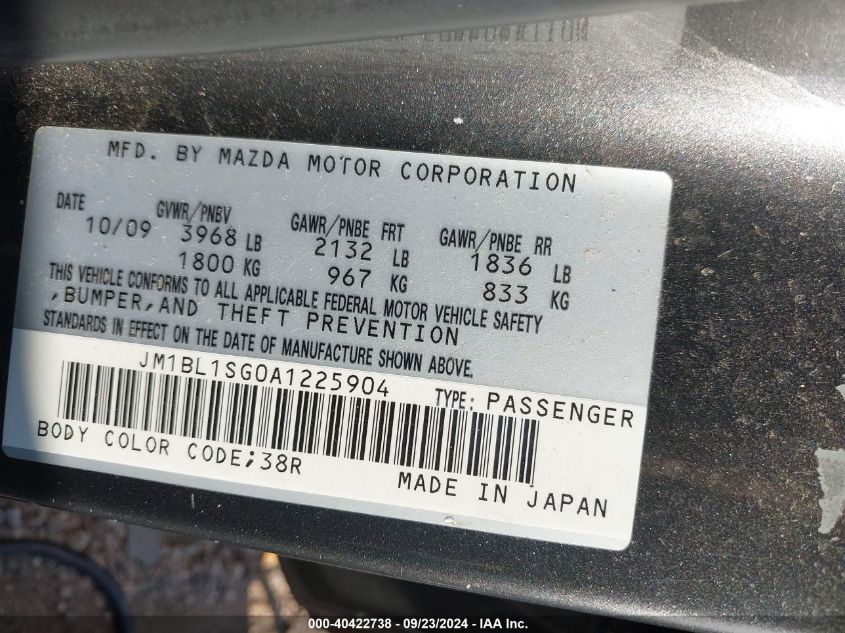 MFD. BY MAZDA MOTOR CORPORATION
DATE GVWR/PNBV GAWR/PNBE FRT GAWR/PNBE RR
10/09 3968 LB 2132 LB 1836 LB
1800 KG 967 KG 833 KG
THIS VEHICLE CONFORMS TO ALL APPLICABLE FEDERAL MOTOR VEHICLE SAFETY
,BUMPER,AND THEFT PREVENTION
STANDARDS IN EFFECT ON THE DATE OF MANUFACTURE SHOWN ABOVE.
JM1BL1SG0A1225904 TYPE: PASSENGER
BODY COLOR CODE;38R
MADE IN JAPAN
000-40422738 - 09/23/2024 - IAA Inc.